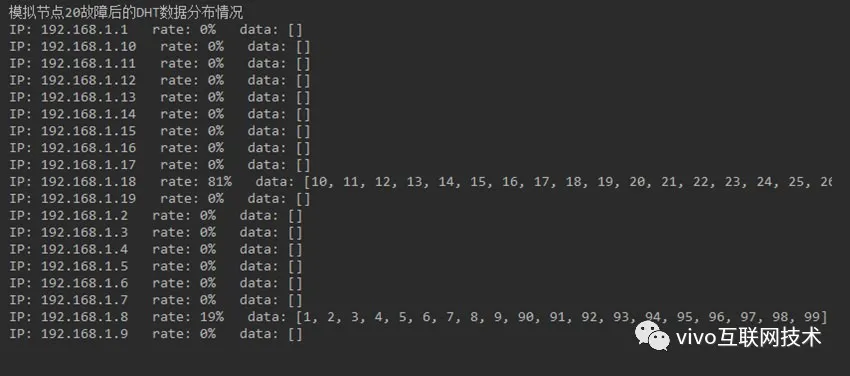 模拟节点20故障后的DHT数据分布情况
IP: 192.168.1.1   rate: 0%   data: []
IP: 192.168.1.10   rate: 0%   data: []
IP: 192.168.1.11   rate: 0%   data: []
IP: 192.168.1.12   rate: 0%   data: []
IP: 192.168.1.13   rate: 0%   data: []
IP: 192.168.1.14   rate: 0%   data: []
IP: 192.168.1.15   rate: 0%   data: []
IP: 192.168.1.16   rate: 0%   data: []
IP: 192.168.1.17   rate: 0%   data: []
IP: 192.168.1.18   rate: 81%   data: [10, 11, 12, 13, 14, 15, 16, 17, 18, 19, 20, 21, 22, 23, 24, 25, 26
IP: 192.168.1.19   rate: 0%   data: []
IP: 192.168.1.2   rate: 0%   data: []
IP: 192.168.1.3   rate: 0%   data: []
IP: 192.168.1.4   rate: 0%   data: []
IP: 192.168.1.5   rate: 0%   data: []
IP: 192.168.1.6   rate: 0%   data: []
IP: 192.168.1.7   rate: 0%   data: []
IP: 192.168.1.8   rate: 19%   data: [1, 2, 3, 4, 5, 6, 7, 8, 9, 90, 91, 92, 93, 94, 95, 96, 97, 98, 99]
IP: 192.168.1.9   rate: 0%   data: []
vivo互联网技术